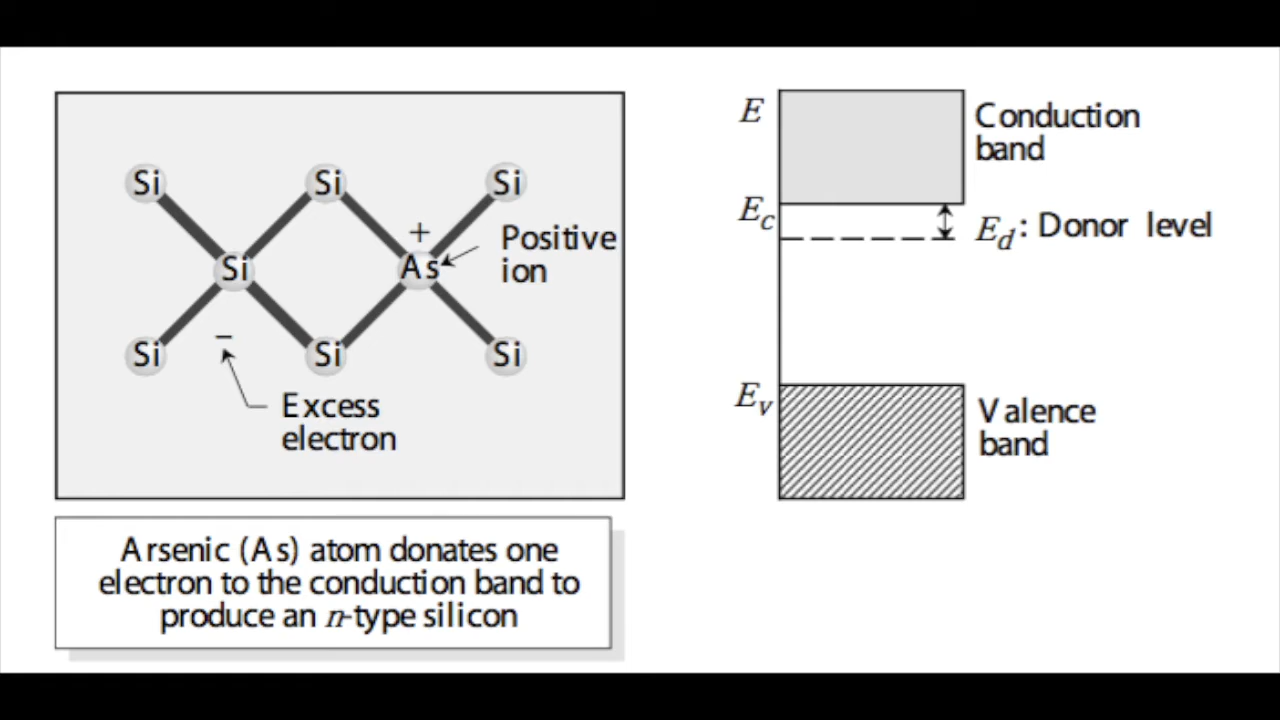 Si
Si
Si
+
Positive
ion
Si
As
−
Si
Si
Si
Excess
electron
Arsenic (As) atom donates one
electron to the conduction band to
produce an n-type silicon
E
Conduction
band
Ec
Ed: Donor level
Ev
Valence
band